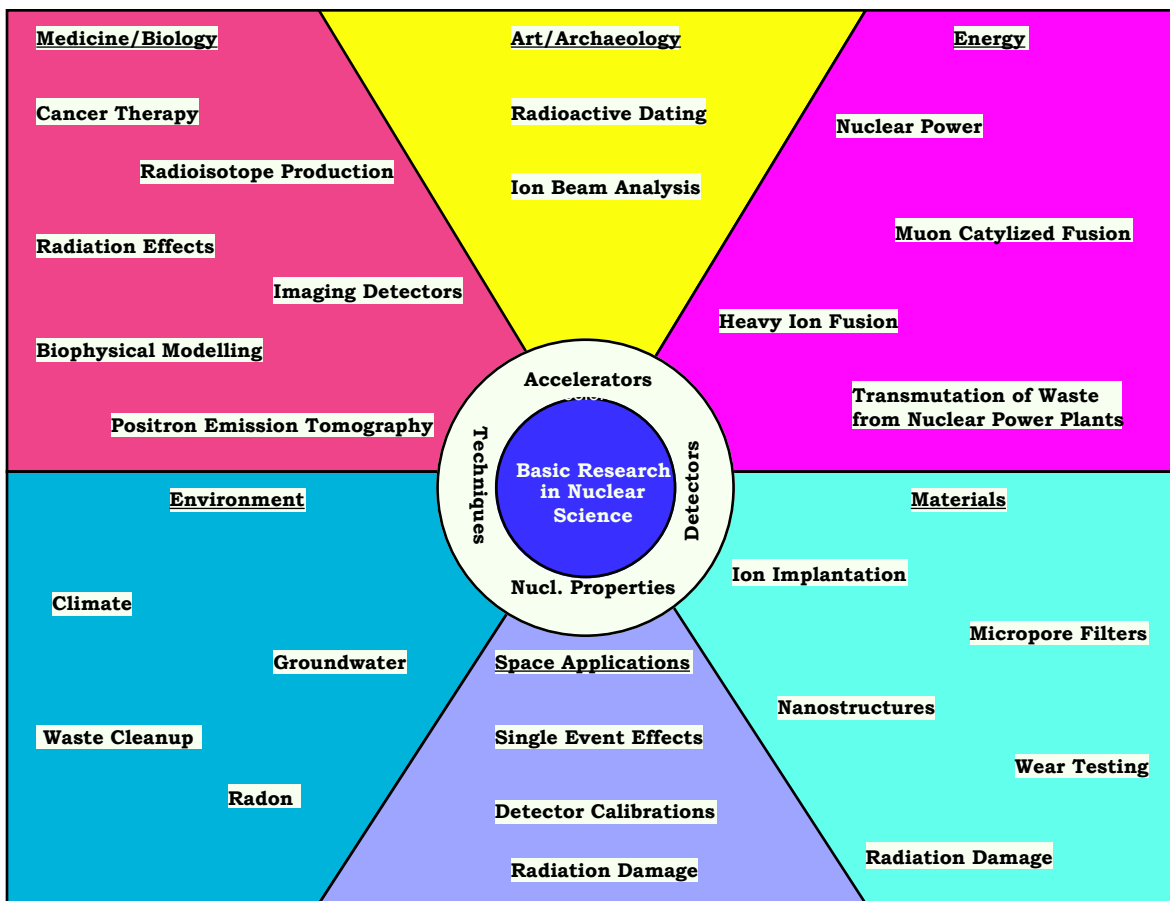 Medicine/Biology
Cancer Therapy
Radioisotope Production
Radiation Effects
Imaging Detectors
Biophysical Modelling
Positron Emission Tomography
Art/Archaeology
Radioactive Dating
Ion Beam Analysis
Energy
Nuclear Power
Muon Catylized Fusion
Heavy Ion Fusion
Transmutation of Waste
from Nuclear Power Plants
Accelerators
Techniques
Basic Research
in Nuclear
Science
Detectors
Nucl. Properties
Environment
Climate
Groundwater
Waste Cleanup
Radon
Space Applications
Single Event Effects
Detector Calibrations
Radiation Damage
Materials
Ion Implantation
Micropore Filters
Nanostructures
Wear Testing
Radiation Damage